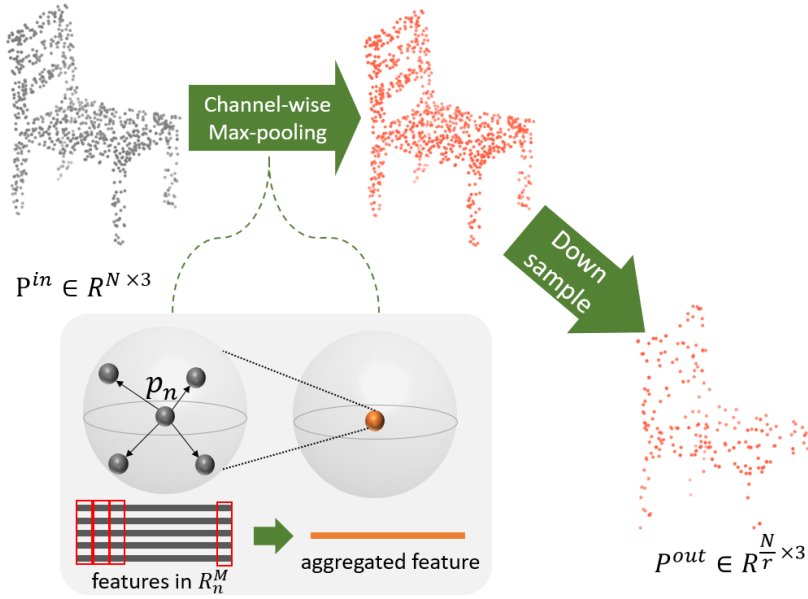 Channel-wise
Max-pooling
Down
sample
P^{in} ∈ R^{N×3}
p_n
features in R_n^M
aggregated feature
P^{out} ∈ R^{\frac{N}{r}×3}